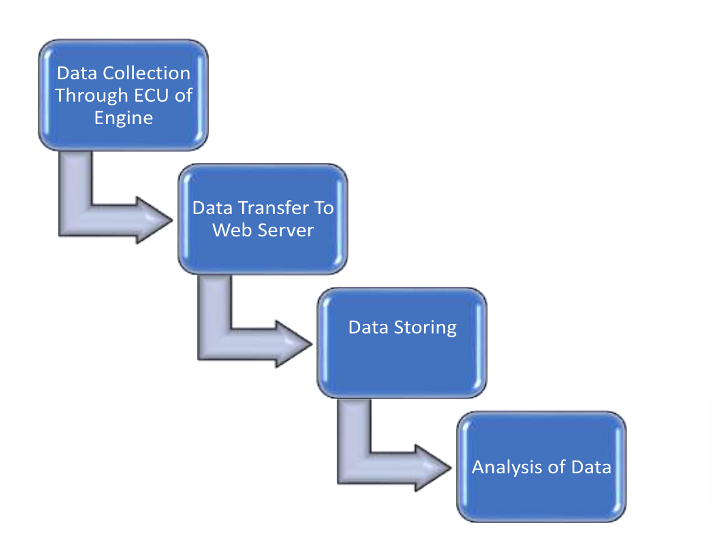 Data Collection
Through ECU of
Engine
Data Transfer To
Web Server
Data Storing
Analysis of Data